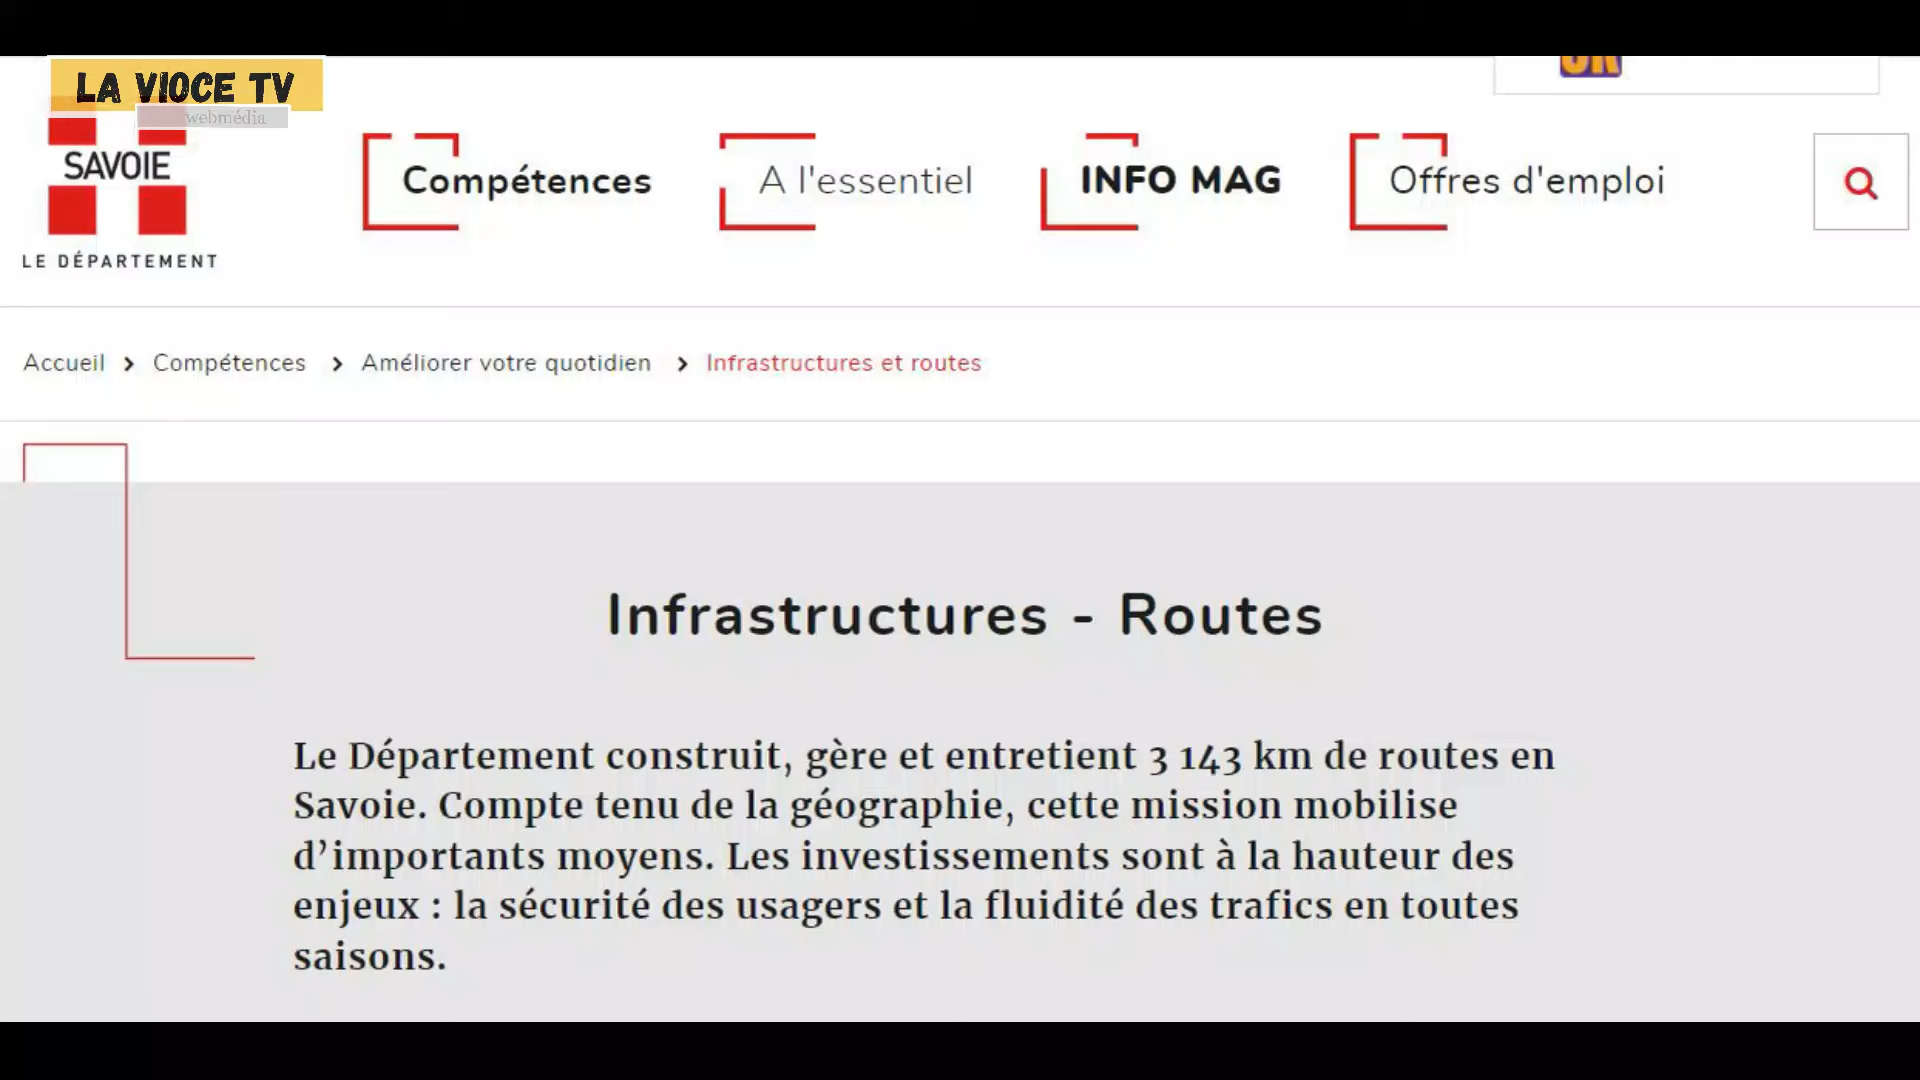 LA VIOCE TV
webmédia
SAVOIE
LE DÉPARTEMENT
Compétences
A l'essentiel
INFO MAG
Offres d'emploi
Accueil > Compétences > Améliorer votre quotidien > Infrastructures et routes
Infrastructures - Routes
Le Département construit, gère et entretient 3 143 km de routes en
Savoie. Compte tenu de la géographie, cette mission mobilise
d’importants moyens. Les investissements sont à la hauteur des
enjeux : la sécurité des usagers et la fluidité des trafics en toutes
saisons.